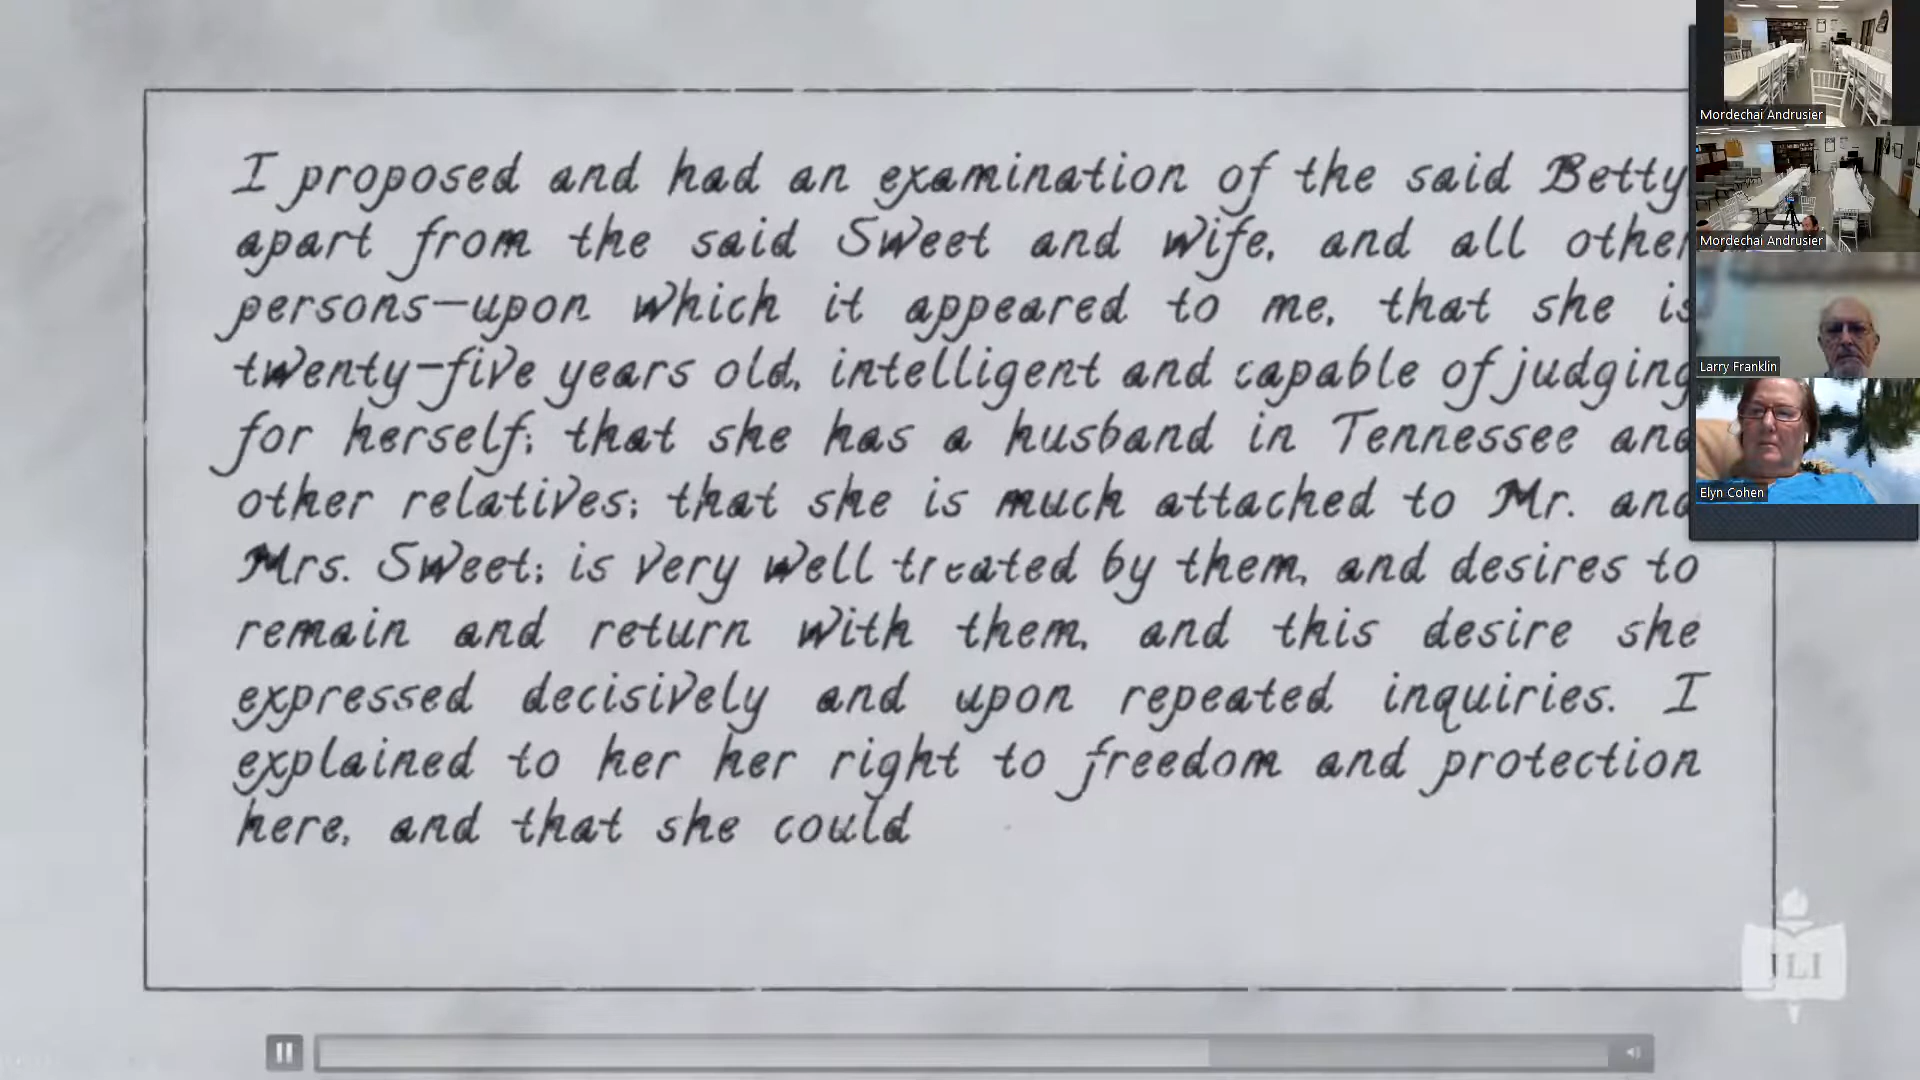 I proposed and had an examination of the said Betty
apart from the said Sweet and wife, and all other
persons—upon which it appeared to me, that she is
twenty-five years old, intelligent and capable of judging
for herself; that she has a husband in Tennessee and
other relatives; that she is much attached to Mr. and
Mrs. Sweet; is very well treated by them, and desires to
remain and return with them, and this desire she
expressed decisively and upon repeated inquiries. I
explained to her her right to freedom and protection
here, and that she could
Mordechai Andrusier
Mordechai Andrusier
Larry Franklin
Elyn Cohen
JLI